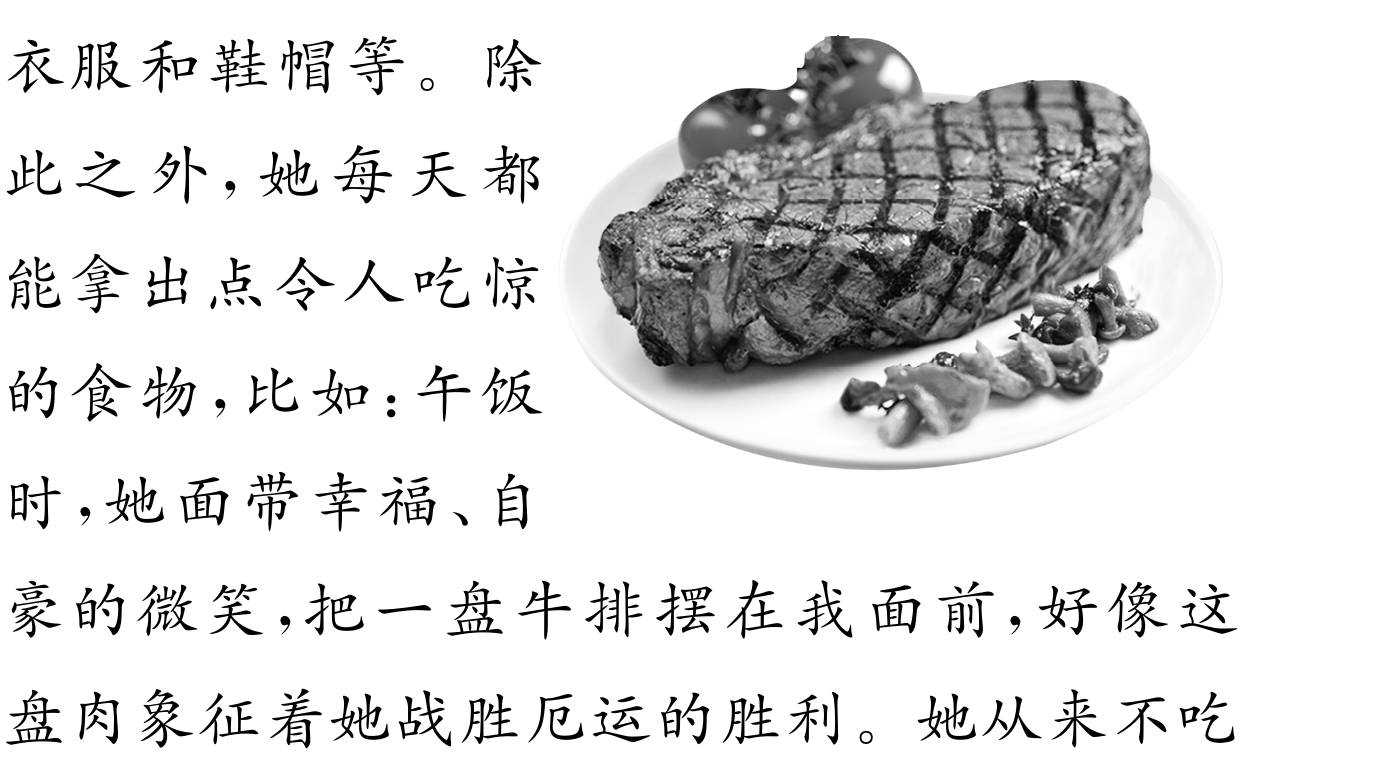 衣服和鞋帽等。除
此之外，她每天都
能拿出点令人吃惊
的食物，比如：午饭
时，她面带幸福、自
豪的微笑，把一盘牛排摆在我面前，好像这
盘肉象征着她战胜厄运的胜利。她从来不吃